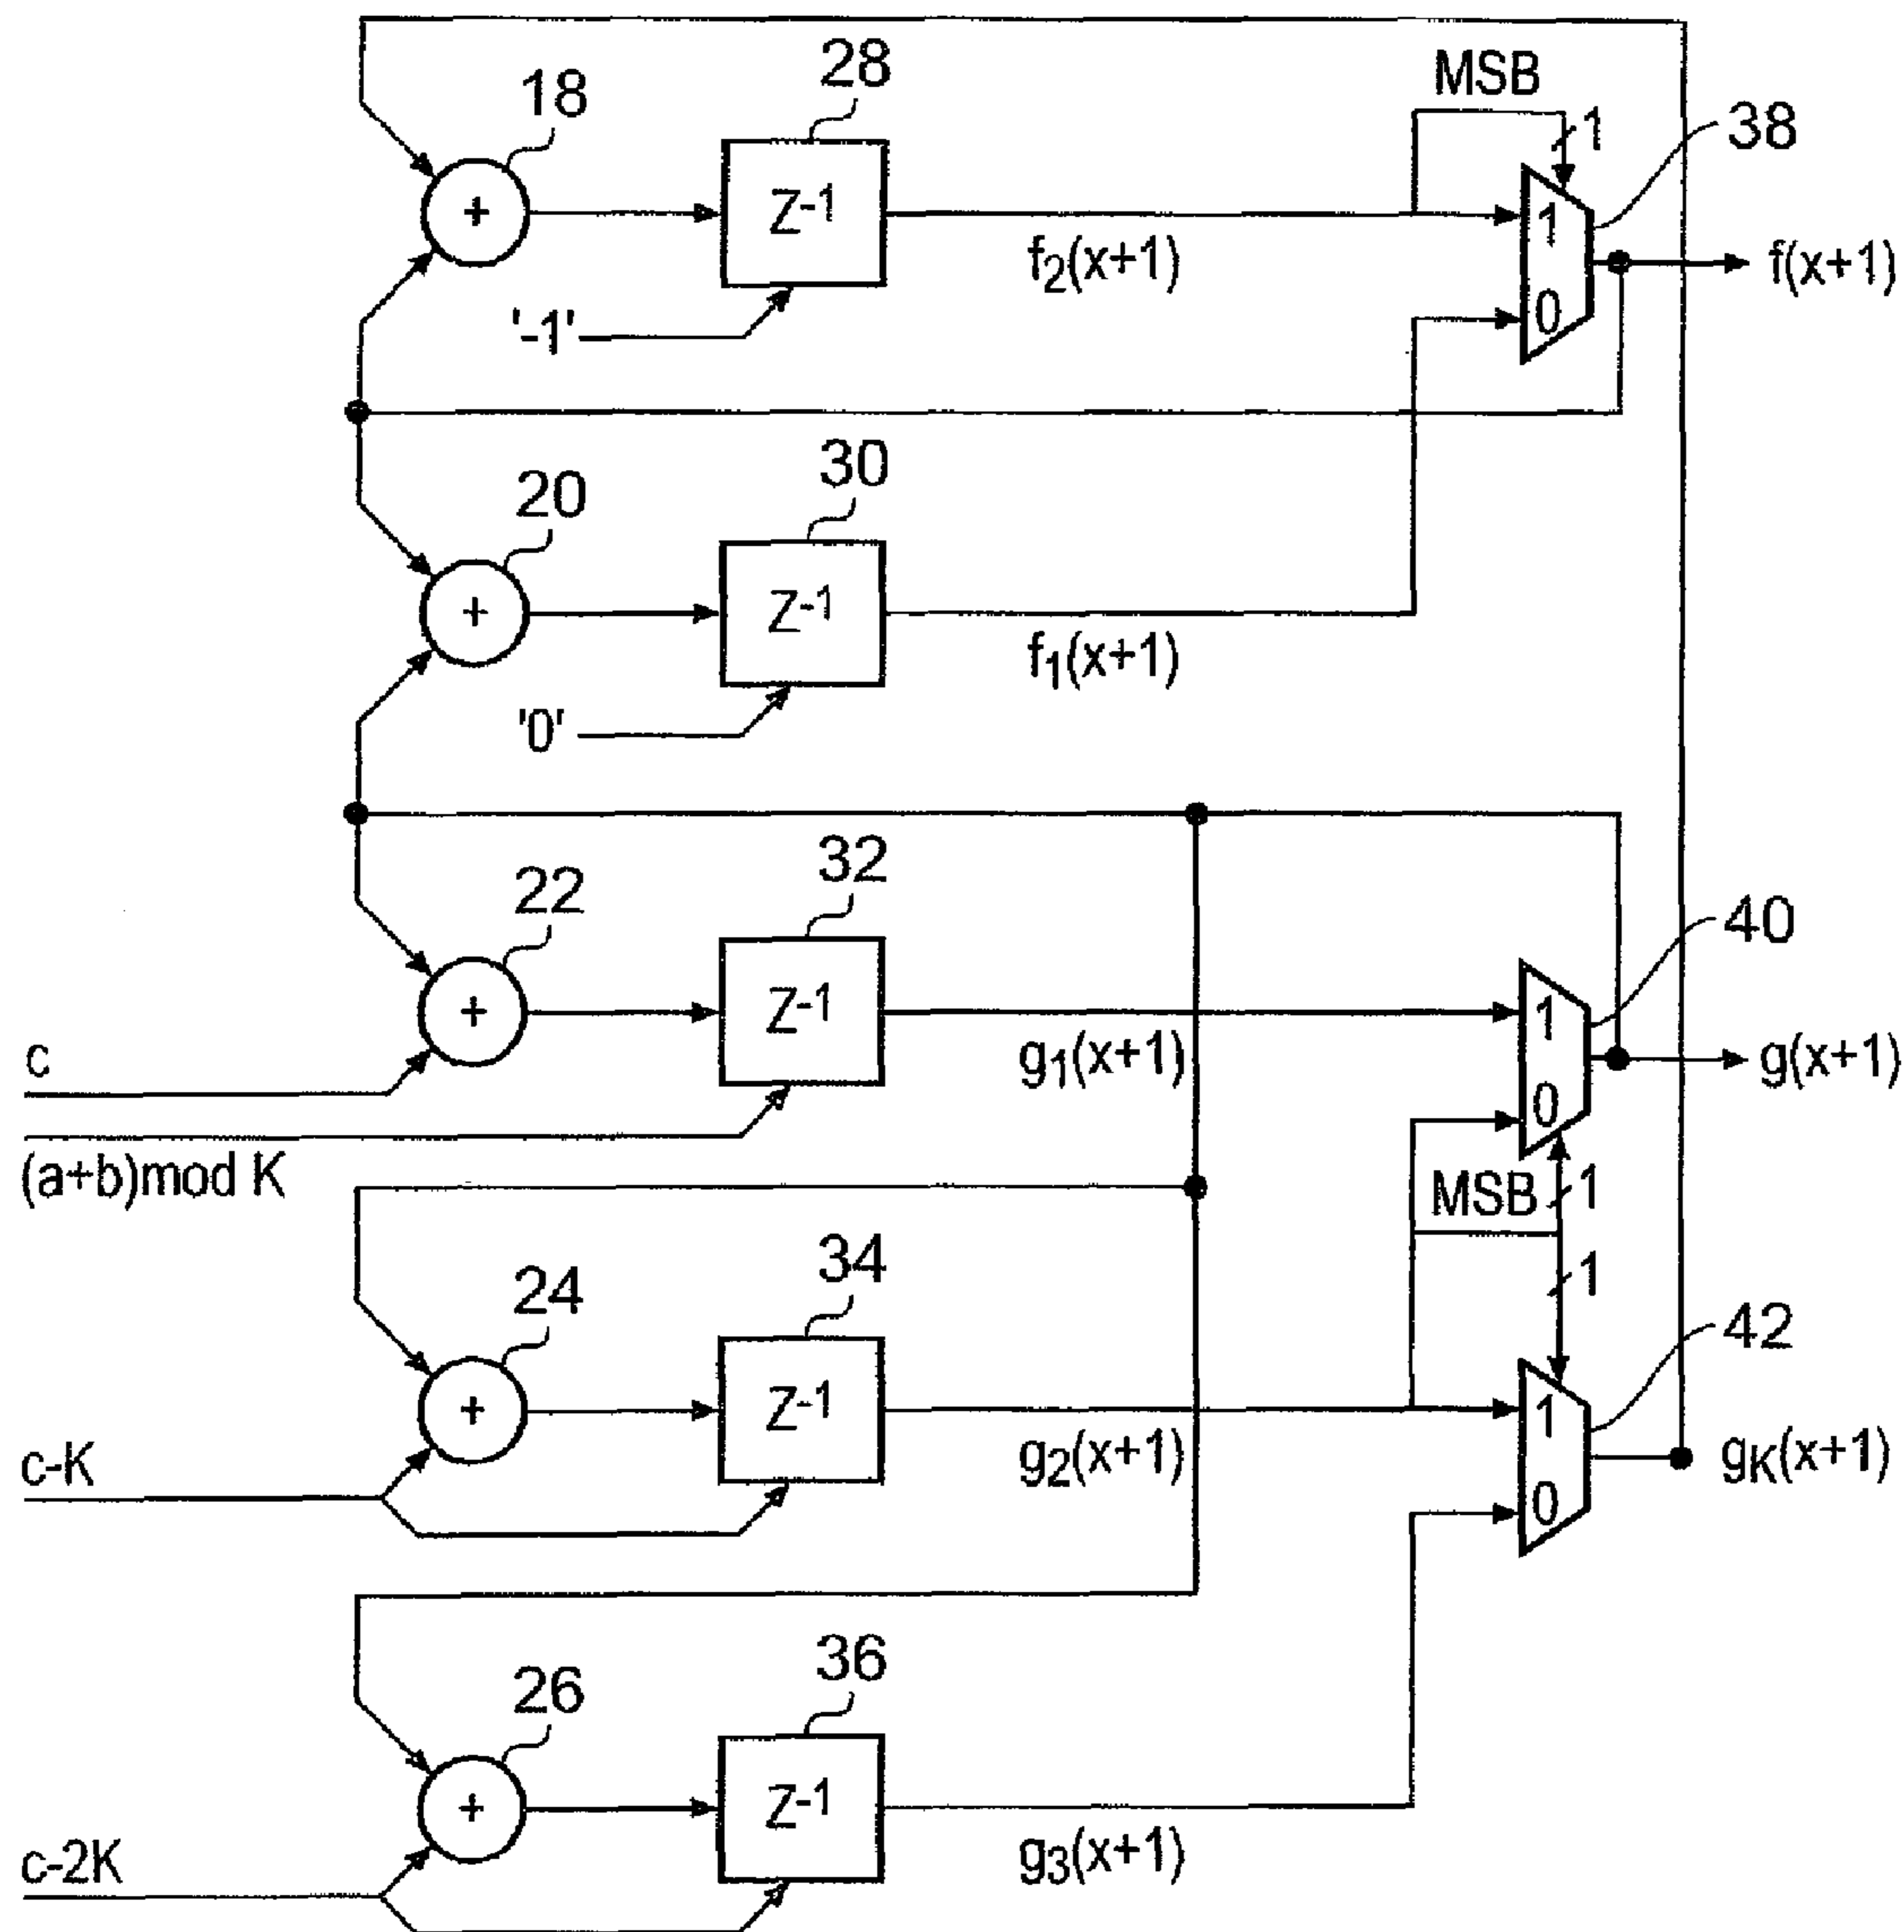 28
MSB
18
1
38
+
Z-1
1
f2(x+1)
f(x+1)
0
'-1'
30
20
+
Z-1
f1(x+1)
'0'
32
22
40
+
Z-1
1
c
g1(x+1)
g(x+1)
0
(a+b)mod K
MSB
1
34
24
1
42
+
Z-1
1
c-K
g2(x+1)
gK(x+1)
0
36
26
+
Z-1
c-2K
g3(x+1)